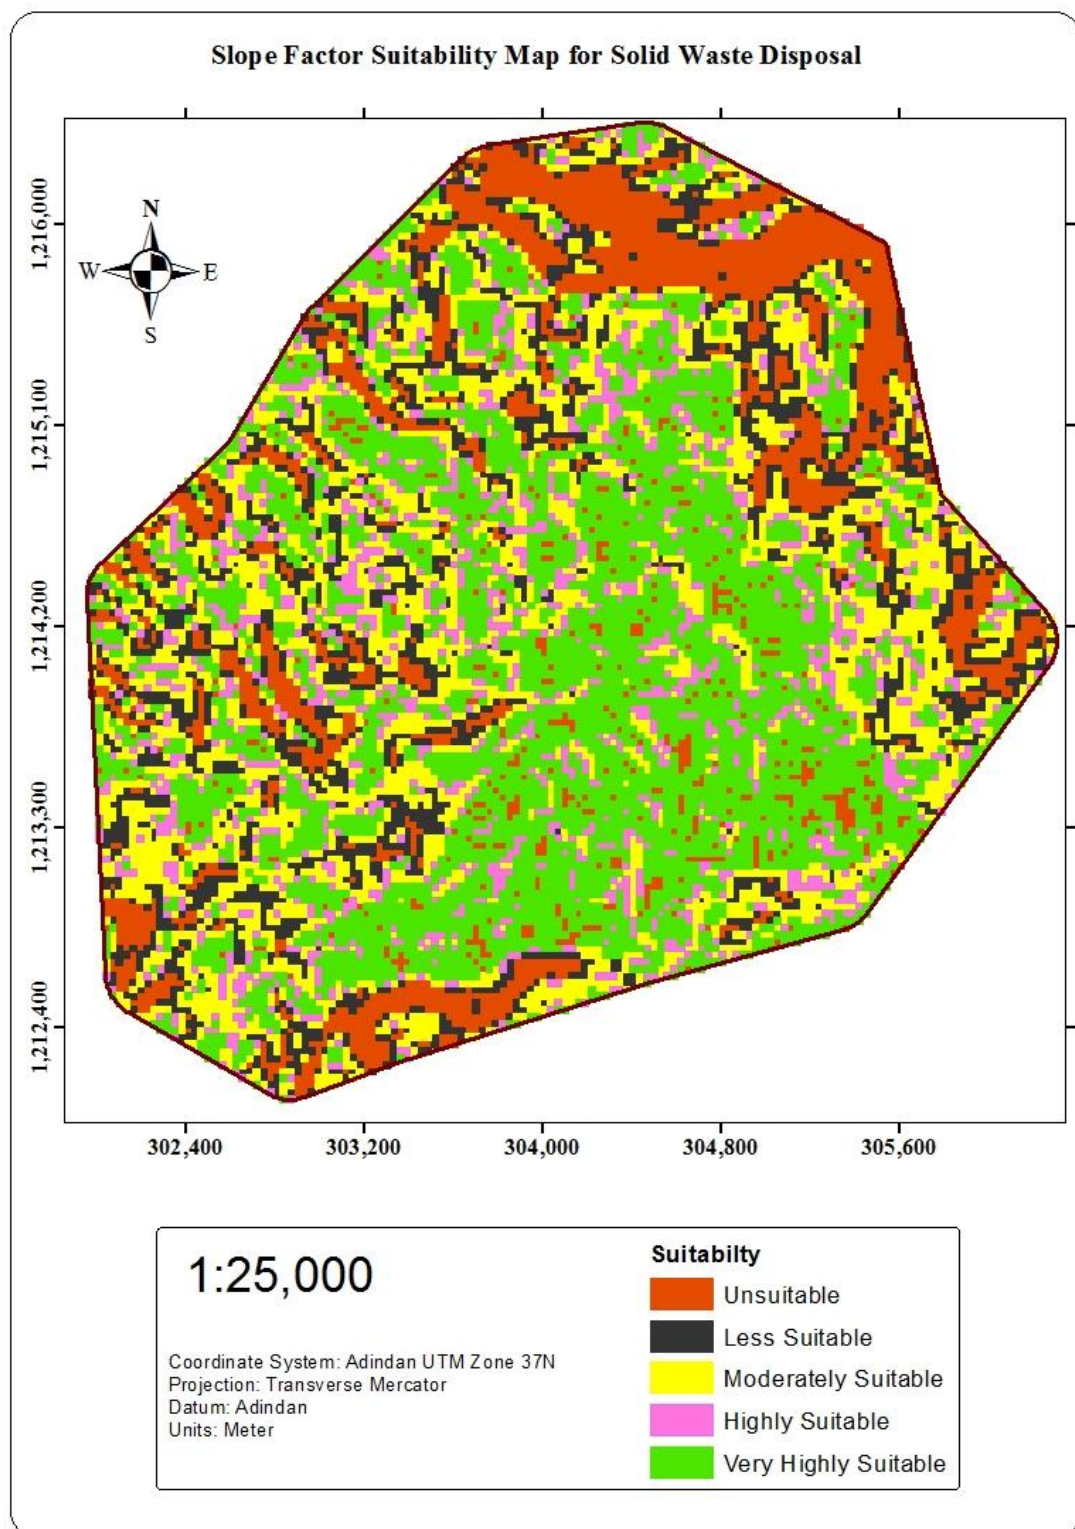 Slope Factor Suitability Map for Solid Waste Disposal
N
W E
S
1,216,000
1,215,100
1,214,200
1,213,300
1,212,400
302,400 303,200 304,000 304,800 305,600
1:25,000
Coordinate System: Adindan UTM Zone 37N
Projection: Transverse Mercator
Datum: Adindan
Units: Meter
Suitabilty
Unsuitable
Less Suitable
Moderately Suitable
Highly Suitable
Very Highly Suitable